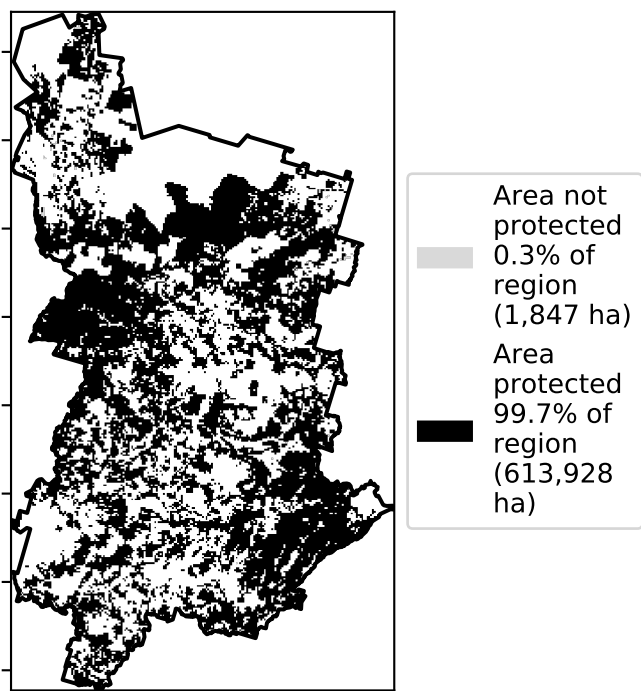 Area not
protected
0.3% of
region
(1,847 ha)
Area
protected
99.7% of
region
(613,928
ha)